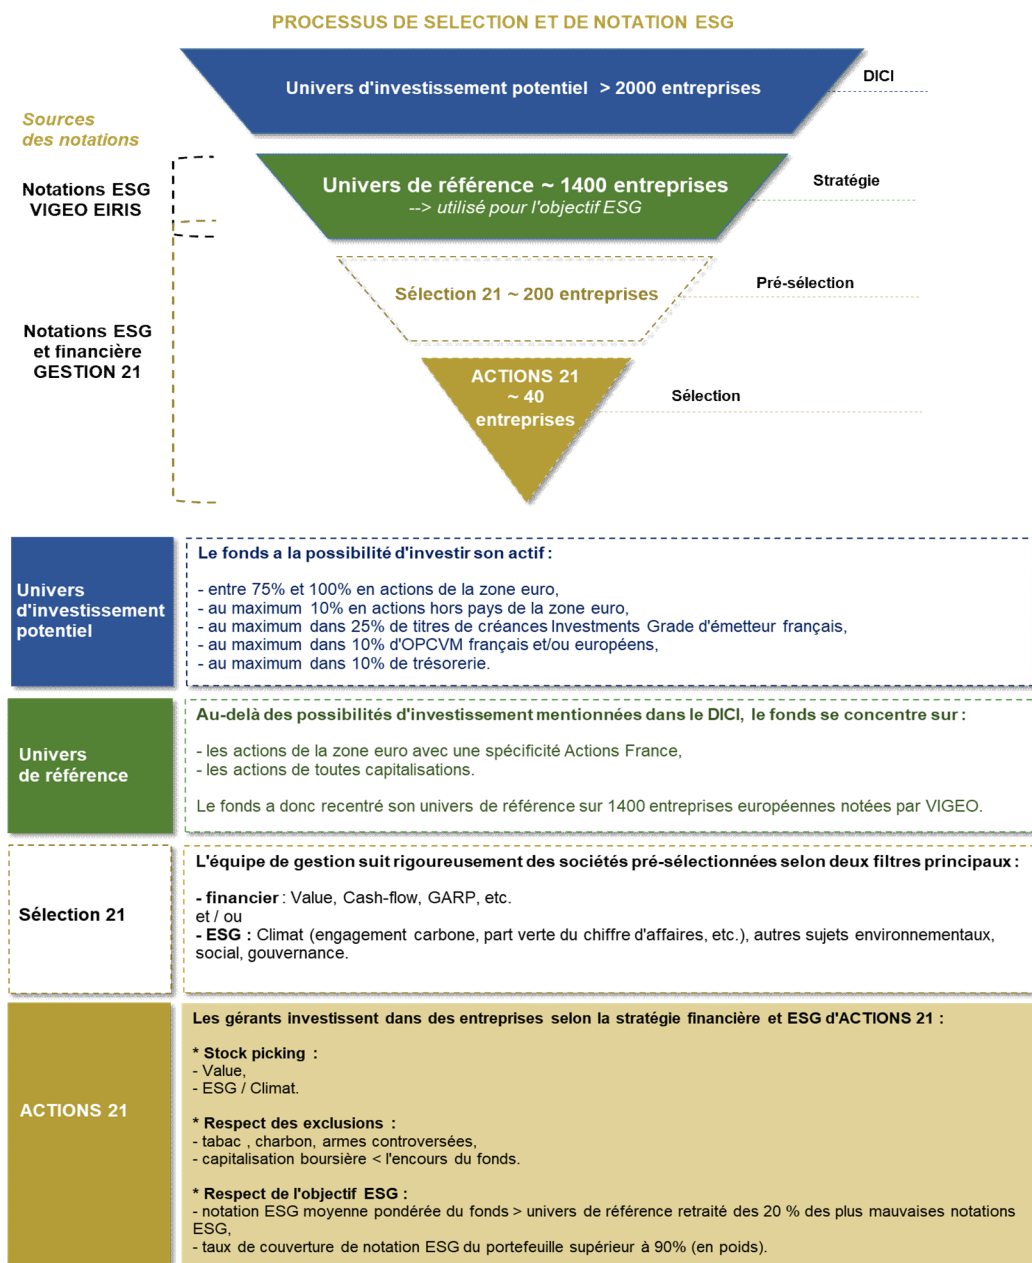 PROCESSUS DE SELECTION ET DE NOTATION ESG
Univers d'investissement potentiel > 2000 entreprises
DICI
Sources
des notations
Notations ESG
VIGEO EIRIS
Univers de référence ~ 1400 entreprises
--> utilisé pour l'objectif ESG
Stratégie
Sélection 21 ~ 200 entreprises
Pré-sélection
Notations ESG
et financière
GESTION 21
ACTIONS 21
~ 40
entreprises
Sélection
Univers
d'investissement
potentiel
Le fonds a la possibilité d'investir son actif :
- entre 75% et 100% en actions de la zone euro,
- au maximum 10% en actions hors pays de la zone euro,
- au maximum dans 25% de titres de créances Investments Grade d'émetteur français,
- au maximum dans 10% d'OPCVM français et/ou européens,
- au maximum dans 10% de trésorerie.
Univers
de référence
Au-delà des possibilités d'investissement mentionnées dans le DICI, le fonds se concentre sur :
- les actions de la zone euro avec une spécificité Actions France,
- les actions de toutes capitalisations.
Le fonds a donc recentré son univers de référence sur 1400 entreprises européennes notées par VIGEO.
Sélection 21
L'équipe de gestion suit rigoureusement des sociétés pré-sélectionnées selon deux filtres principaux :
- financier : Value, Cash-flow, GARP, etc.
et / ou
- ESG : Climat (engagement carbone, part verte du chiffre d'affaires, etc.), autres sujets environnementaux,
social, gouvernance.
ACTIONS 21
Les gérants investissent dans des entreprises selon la stratégie financière et ESG d'ACTIONS 21 :
* Stock picking :
- Value,
- ESG / Climat.
* Respect des exclusions :
- tabac , charbon, armes controversées,
- capitalisation boursière < l'encours du fonds.
* Respect de l'objectif ESG :
- notation ESG moyenne pondérée du fonds > univers de référence retraité des 20 % des plus mauvaises notations
ESG,
- taux de couverture de notation ESG du portefeuille supérieur à 90% (en poids).